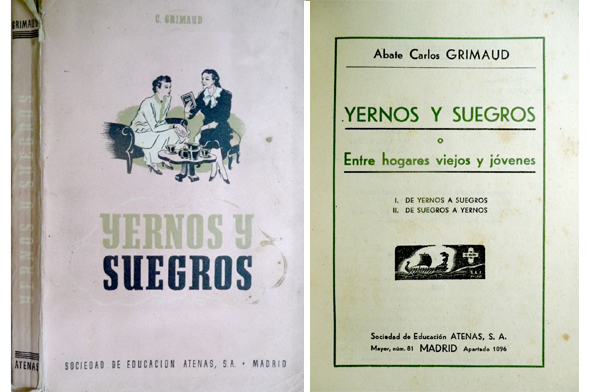 GRIMAUD
YERNOS Y SUEGROS
ATENAS
C. GRIMAUD
YERNOS Y
SUEGROS
SOCIEDAD DE EDUCACIÓN ATENAS, S.A. · MADRID
Abate Carlos GRIMAUD
YERNOS Y SUEGROS
o
Entre hogares viejos y jóvenes
I. DE YERNOS A SUEGROS
II. DE SUEGROS A YERNOS
Sociedad de Educación ATENAS, S. A.
Mayor, núm. 81 MADRID Apartado 1096